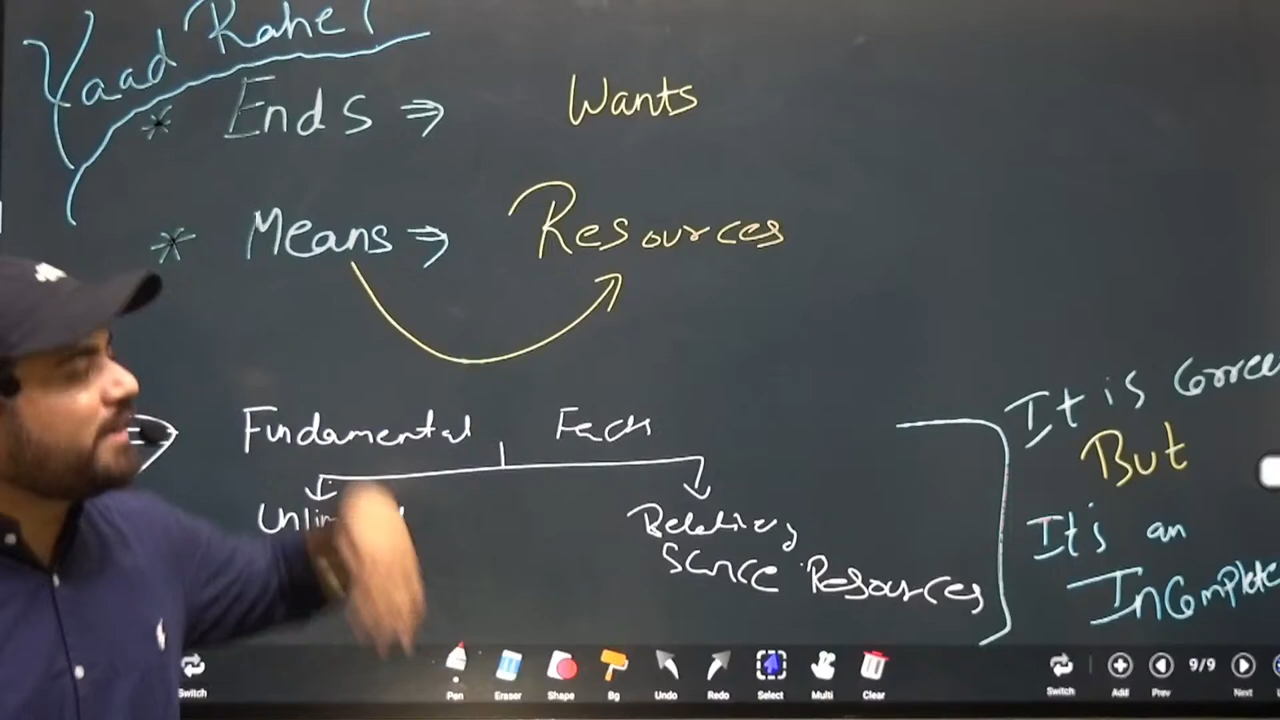 Yaad Rahe!
* Ends ⇒ Wants
* Means ⇒ Resources
Fundamental Facts
Relatively
Scarce Resources
It is
But
It's an
Incomplete
Switch
Pen
Eraser
Shape
Bg
Undo
Redo
Select
Multi
Clear
Switch
Add
Prev
9/9
Next